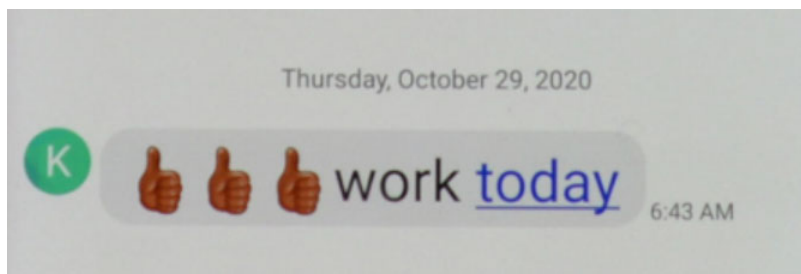 Thursday, October 29, 2020
K
👍🏾 👍🏾 👍🏾 work today
6:43 AM